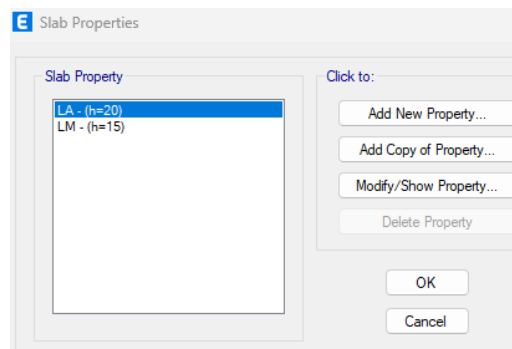 E Slab Properties
Slab Property
LA - (h=20)
LM - (h=15)
Click to:
Add New Property...
Add Copy of Property...
Modify/Show Property...
Delete Property
OK
Cancel